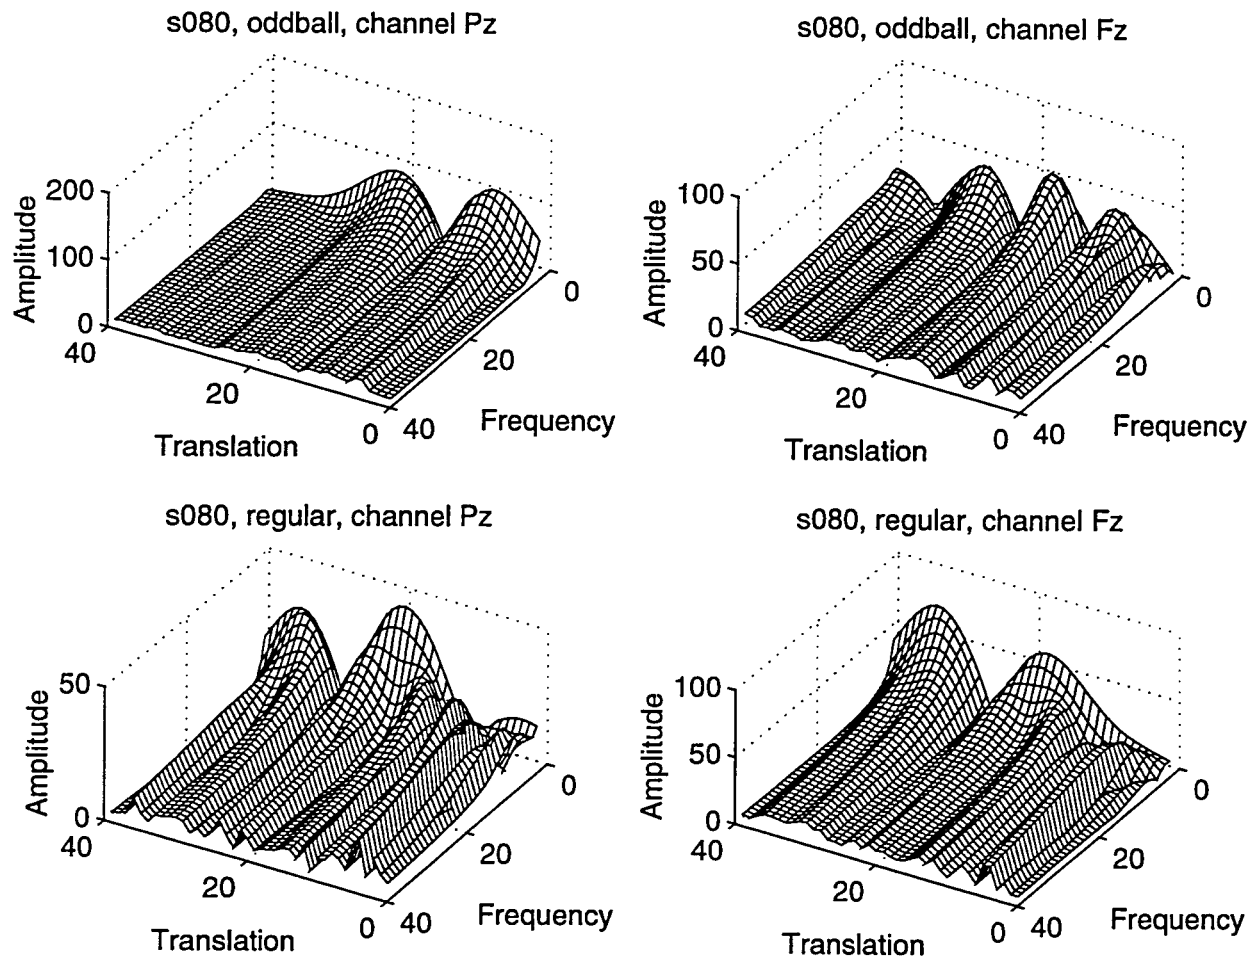 s080, oddball, channel Pz
200
100
0
Amplitude
40
20
0
Translation
40
20
0
Frequency
s080, oddball, channel Fz
100
50
0
Amplitude
40
20
0
Translation
40
20
0
Frequency
s080, regular, channel Pz
50
0
Amplitude
40
20
0
Translation
40
20
0
Frequency
s080, regular, channel Fz
100
50
0
Amplitude
40
20
0
Translation
40
20
0
Frequency